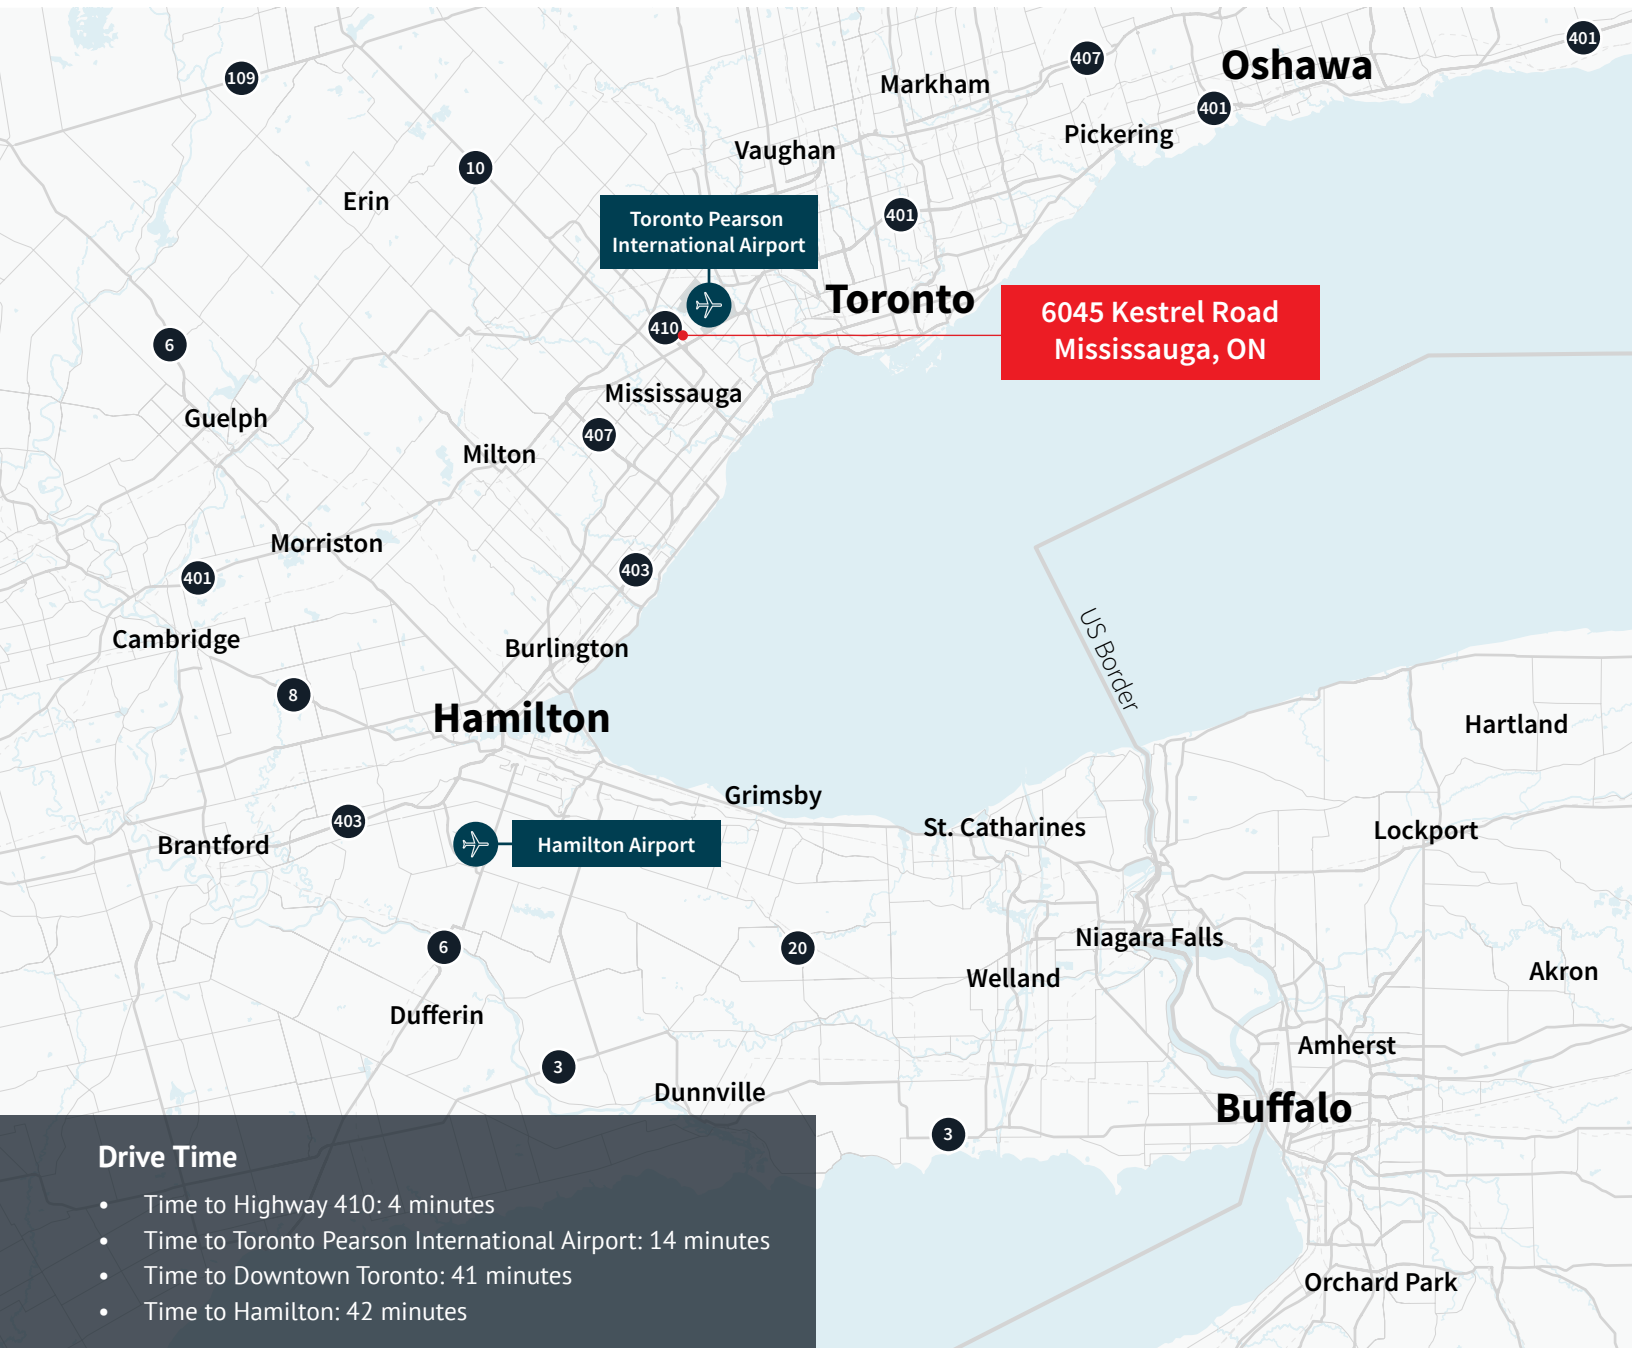 401
407
Oshawa
109
Markham
401
Pickering
Vaughan
10
Erin
401
Toronto Pearson
International Airport
Toronto
6045 Kestrel Road
Mississauga, ON
410
6
Mississauga
Guelph
407
Milton
Morriston
403
401
US Border
Cambridge
Burlington
8
Hamilton
Hartland
Grimsby
403
St. Catharines
Lockport
Brantford
Hamilton Airport
6
20
Niagara Falls
Welland
Akron
Dufferin
Amherst
3
Dunnville
Buffalo
3
Drive Time
• Time to Highway 410: 4 minutes
• Time to Toronto Pearson International Airport: 14 minutes
• Time to Downtown Toronto: 41 minutes
• Time to Hamilton: 42 minutes
Orchard Park